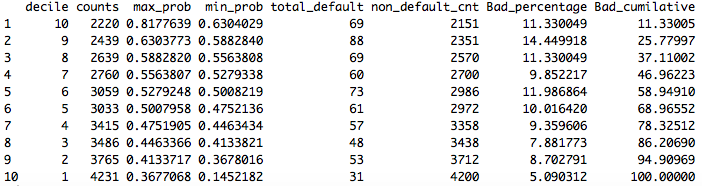 decile counts max_prob min_prob total_default non_default_cnt Bad_percentage Bad_cumilative
1 10 2220 0.8177639 0.6304029 69 2151 11.330049 11.33005
2 9 2439 0.6303773 0.5882840 88 2351 14.449918 25.77997
3 8 2639 0.5882820 0.5563808 69 2570 11.330049 37.11002
4 7 2760 0.5563807 0.5279338 60 2700 9.852217 46.96223
5 6 3059 0.5279248 0.5008219 73 2986 11.986864 58.94910
6 5 3033 0.5007958 0.4752136 61 2972 10.016420 68.96552
7 4 3415 0.4751905 0.4463434 57 3358 9.359606 78.32512
8 3 3486 0.4463366 0.4133821 48 3438 7.881773 86.20690
9 2 3765 0.4133717 0.3678016 53 3712 8.702791 94.90969
10 1 4231 0.3677068 0.1452182 31 4200 5.090312 100.00000